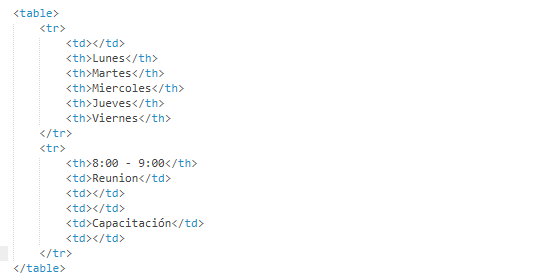 <table>
<tr>
<td></td>
<th>Lunes</th>
<th>Martes</th>
<th>Miercoles</th>
<th>Jueves</th>
<th>Viernes</th>
</tr>
<tr>
<th>8:00 - 9:00</th>
<td>Reunion</td>
<td></td>
<td></td>
<td>Capacitación</td>
<td></td>
</tr>
</table>